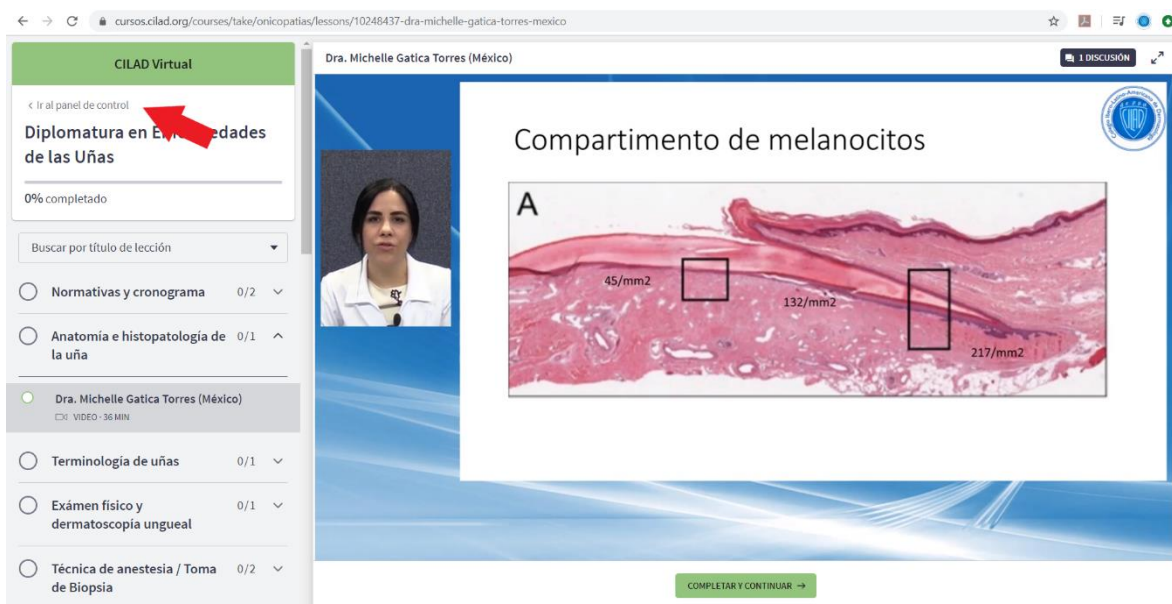 cursos.cilad.org/courses/take/onicopatias/lessons/10248437-dra-michelle-gatica-torres-mexico
CILAD Virtual
< Ir al panel de control
Diplomatura en
de las Uñas
0% completado
Buscar por título de lección
Normativas y cronograma 0/2
Anatomía e histopatología de 0/1
la uña
Dra. Michelle Gatica Torres (México)
VIDEO · 36 MIN
Terminología de uñas 0/1
Exámen físico y 0/1
dermatoscopía ungueal
Técnica de anestesia / Toma 0/2
de Biopsia
Dra. Michelle Gatica Torres (México)
1 DISCUSIÓN
Compartimento de melanocitos
CILAD
A
45/mm2
132/mm2
217/mm2
COMPLETAR Y CONTINUAR →